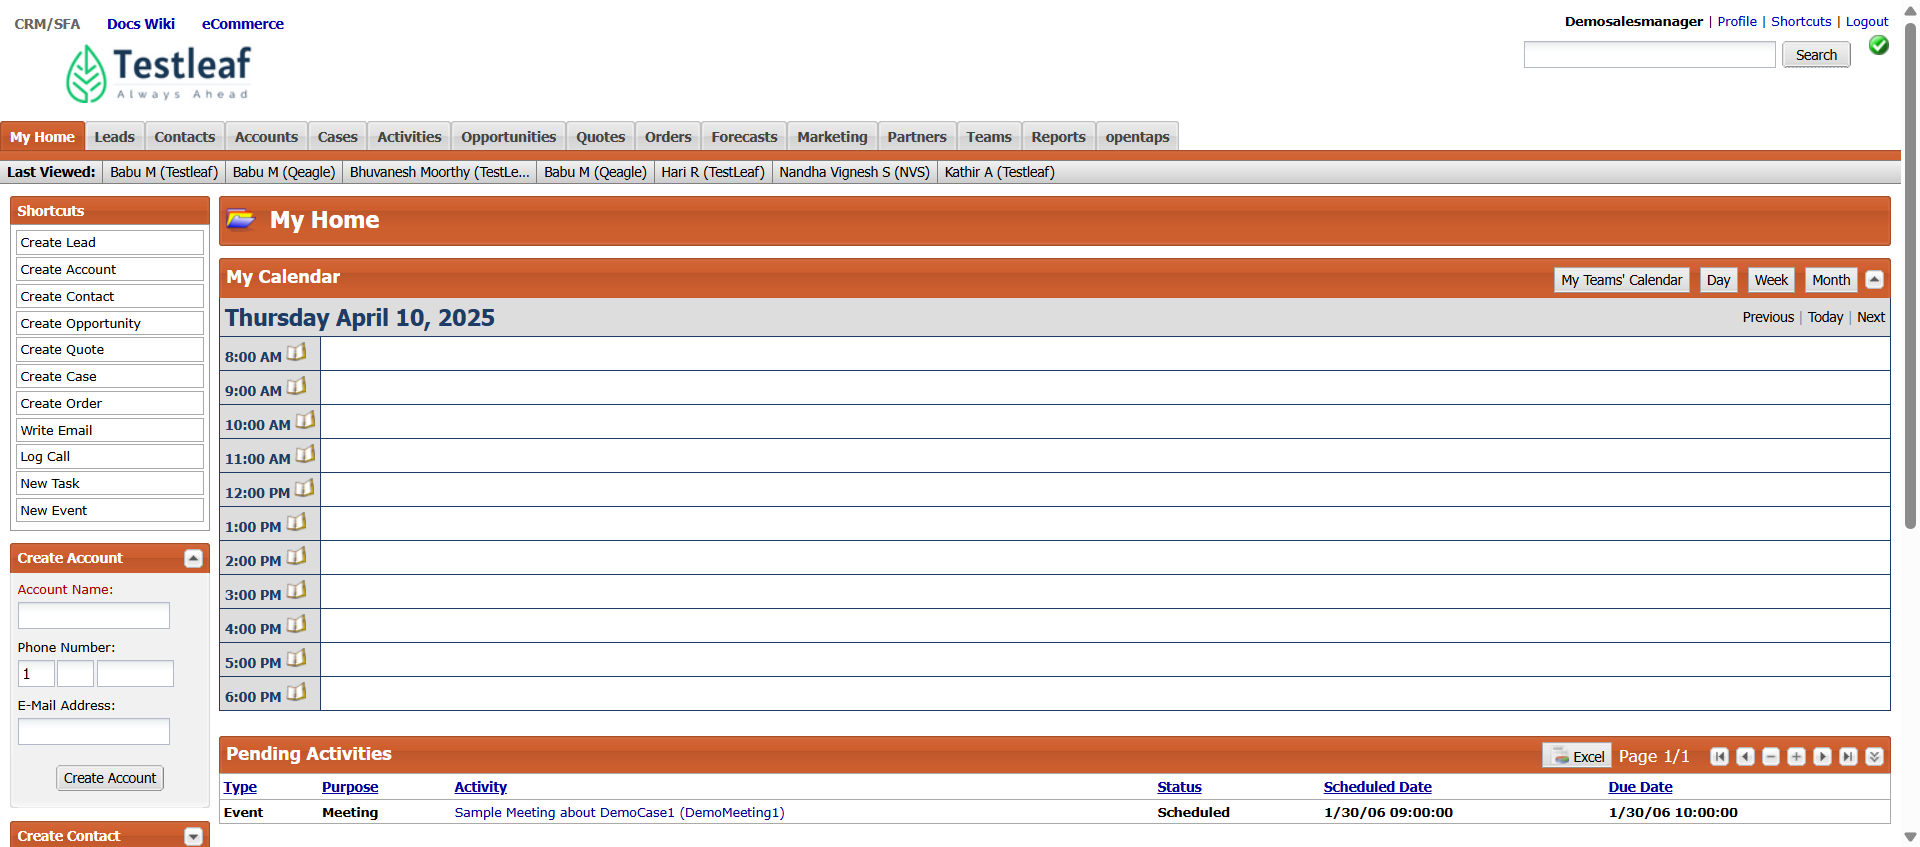 CRM/SFA Docs Wiki eCommerce
Demosalesmanager | Profile | Shortcuts | Logout
Testleaf
Always Ahead
Search
My Home Leads Contacts Accounts Cases Activities Opportunities Quotes Orders Forecasts Marketing Partners Teams Reports opentaps
Last Viewed: Babu M (Testleaf) Babu M (Qeagle) Bhuvanesh Moorthy (TestLe... Babu M (Qeagle) Hari R (TestLeaf) Nandha Vignesh S (NVS) Kathir A (Testleaf)
Shortcuts
Create Lead
Create Account
Create Contact
Create Opportunity
Create Quote
Create Case
Create Order
Write Email
Log Call
New Task
New Event
Create Account
Account Name:
Phone Number:
1
E-Mail Address:
Create Account
Create Contact
My Home
My Calendar
My Teams' Calendar Day Week Month
Thursday April 10, 2025
Previous | Today | Next
8:00 AM
9:00 AM
10:00 AM
11:00 AM
12:00 PM
1:00 PM
2:00 PM
3:00 PM
4:00 PM
5:00 PM
6:00 PM
Pending Activities
Excel Page 1/1
Type Purpose Activity Status Scheduled Date Due Date
Event Meeting Sample Meeting about DemoCase1 (DemoMeeting1) Scheduled 1/30/06 09:00:00 1/30/06 10:00:00